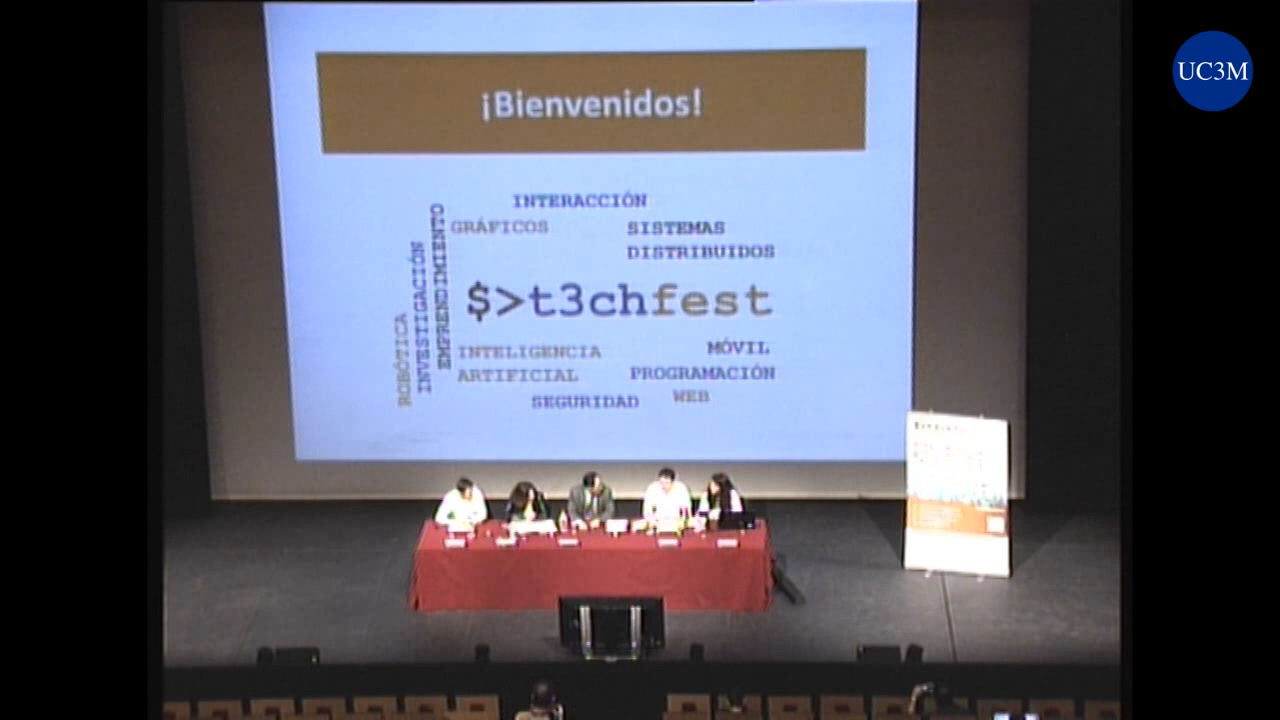 UC3M
¡Bienvenidos!
INTERACCIÓN
GRÁFICOS
SISTEMAS
DISTRIBUIDOS
ROBÓTICA
INVESTIGACIÓN
EMPRENDIMIENTO
$>t3chfest
INTELIGENCIA
ARTIFICIAL
MÓVIL
PROGRAMACIÓN
SEGURIDAD
WEB